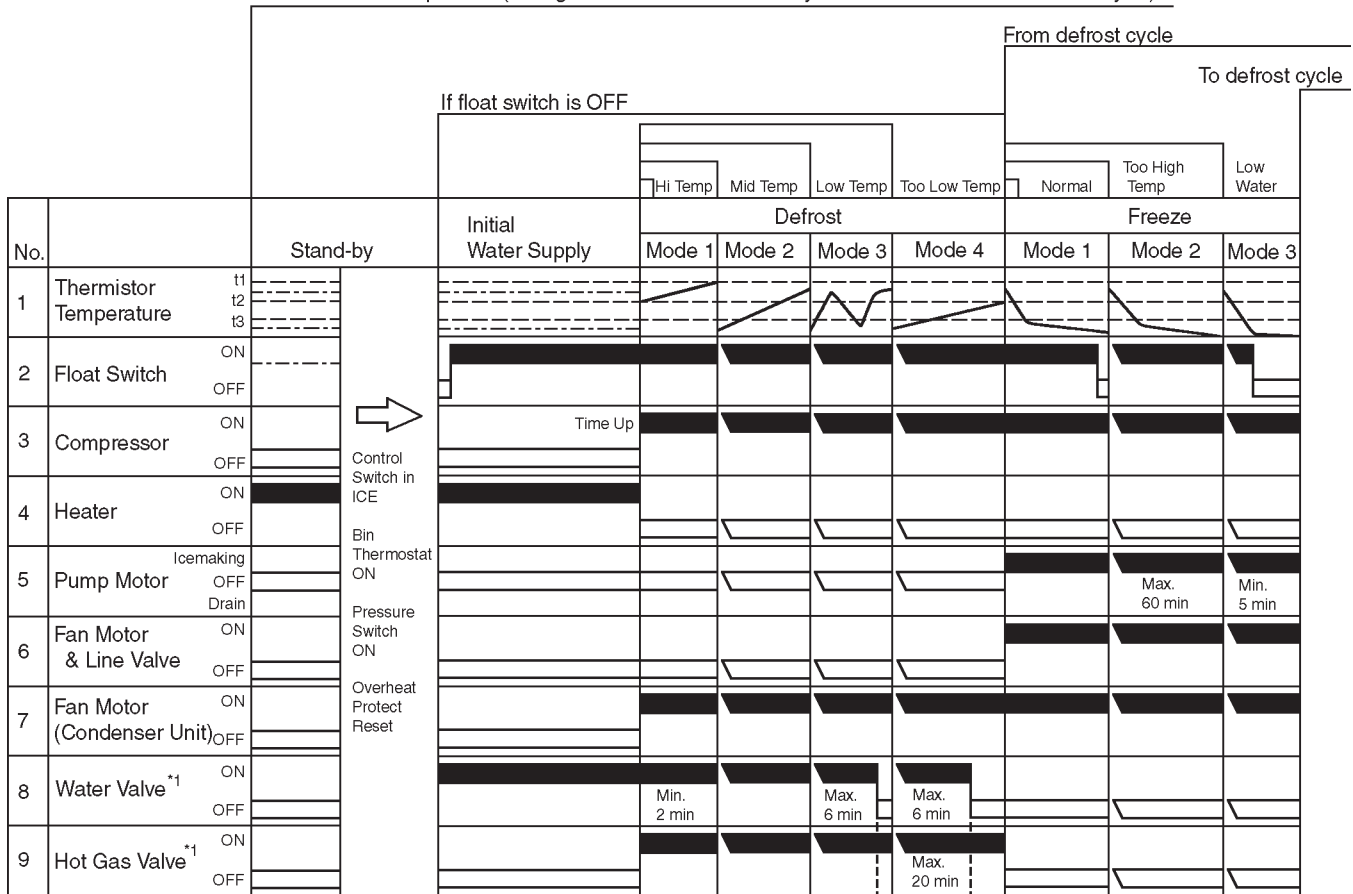 From defrost cycle
To defrost cycle
If float switch is OFF
Hi Temp Mid Temp Low Temp Too Low Temp Normal Too High Temp Low Water
No. Stand-by Initial Water Supply Defrost Freeze
Mode 1 Mode 2 Mode 3 Mode 4 Mode 1 Mode 2 Mode 3
1 Thermistor Temperature t1 t2 t3
2 Float Switch ON OFF
3 Compressor ON OFF Time Up
Control
Switch in
ICE
4 Heater ON OFF
Bin
Thermostat
ON
5 Pump Motor Icemaking OFF Drain Max. 60 min Min. 5 min
Pressure
Switch
ON
6 Fan Motor & Line Valve ON OFF
Overheat
Protect
Reset
7 Fan Motor (Condenser Unit) ON OFF
8 Water Valve*1 ON OFF Min. 2 min Max. 6 min Max. 6 min
9 Hot Gas Valve*1 ON OFF Max. 20 min